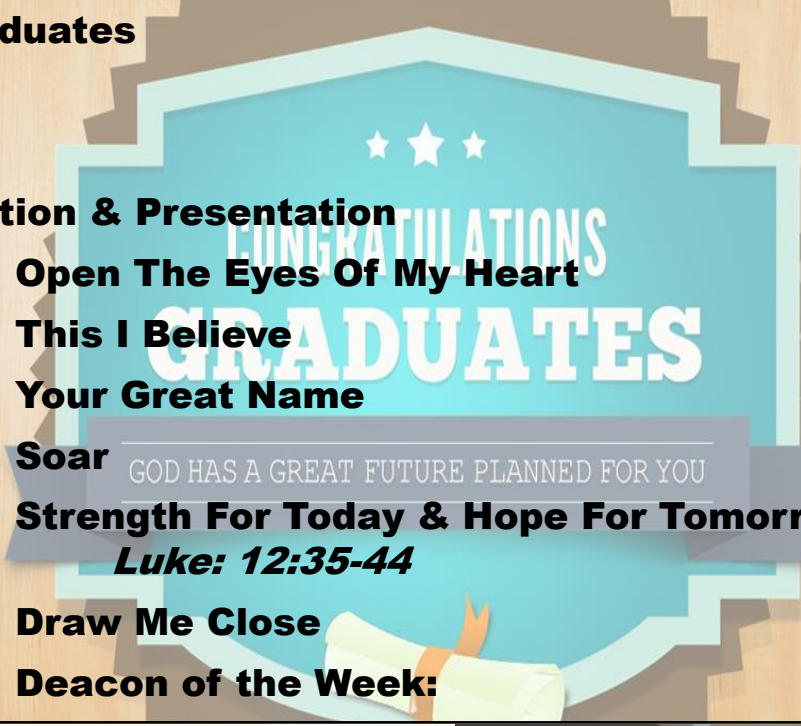 duates
tion & Presentation
CONGRATULATIONS
Open The Eyes Of My Heart
This I Believe
GRADUATES
Your Great Name
Soar
GOD HAS A GREAT FUTURE PLANNED FOR YOU
Strength For Today & Hope For Tomorr
Luke: 12:35-44
Draw Me Close
Deacon of the Week: